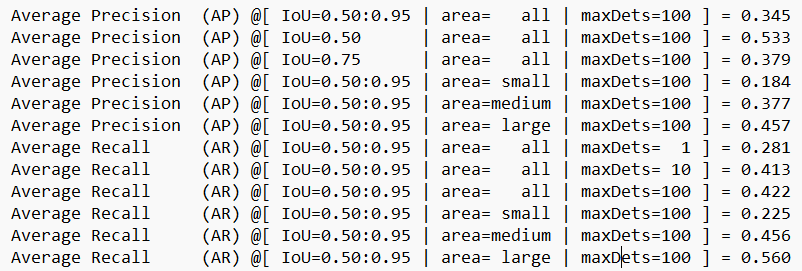 Average Precision  (AP) @[ IoU=0.50:0.95 | area=   all | maxDets=100 ] = 0.345
Average Precision  (AP) @[ IoU=0.50      | area=   all | maxDets=100 ] = 0.533
Average Precision  (AP) @[ IoU=0.75      | area=   all | maxDets=100 ] = 0.379
Average Precision  (AP) @[ IoU=0.50:0.95 | area= small | maxDets=100 ] = 0.184
Average Precision  (AP) @[ IoU=0.50:0.95 | area=medium | maxDets=100 ] = 0.377
Average Precision  (AP) @[ IoU=0.50:0.95 | area= large | maxDets=100 ] = 0.457
Average Recall     (AR) @[ IoU=0.50:0.95 | area=   all | maxDets=  1 ] = 0.281
Average Recall     (AR) @[ IoU=0.50:0.95 | area=   all | maxDets= 10 ] = 0.413
Average Recall     (AR) @[ IoU=0.50:0.95 | area=   all | maxDets=100 ] = 0.422
Average Recall     (AR) @[ IoU=0.50:0.95 | area= small | maxDets=100 ] = 0.225
Average Recall     (AR) @[ IoU=0.50:0.95 | area=medium | maxDets=100 ] = 0.456
Average Recall     (AR) @[ IoU=0.50:0.95 | area= large | maxDets=100 ] = 0.560